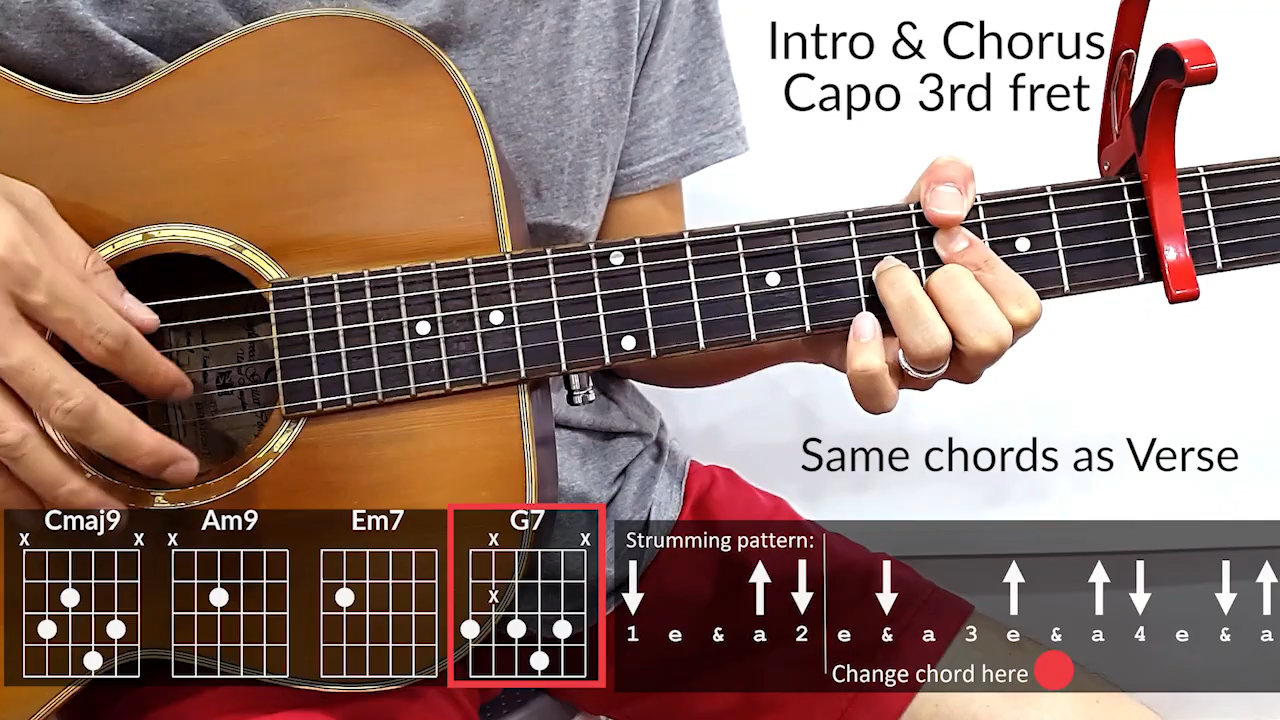 Intro & Chorus
Capo 3rd fret
Same chords as Verse
Cmaj9 Am9 Em7 G7
x x x x x
x
Strumming pattern:
1 e & a 2 e & a 3 e & a 4 e & a
Change chord here